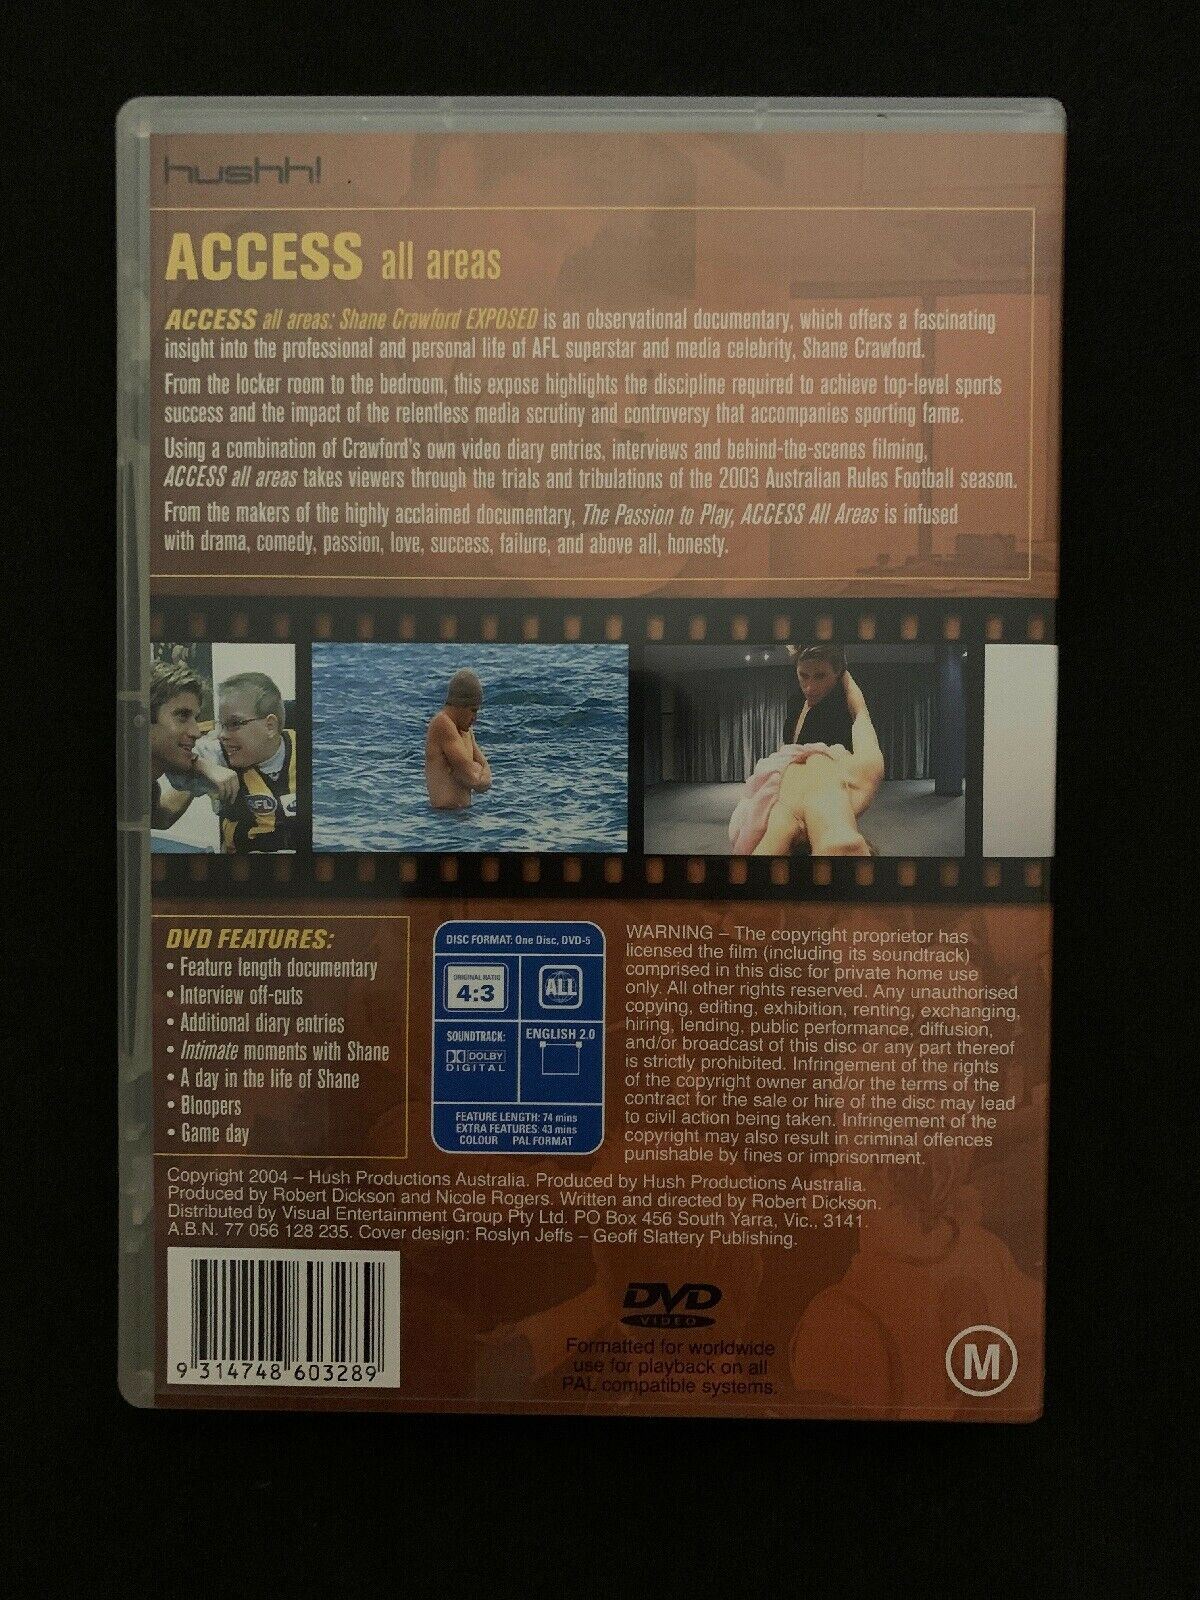 hushh!
ACCESS all areas
ACCESS all areas: Shane Crawford EXPOSED is an observational documentary, which offers a fascinating
insight into the professional and personal life of AFL superstar and media celebrity, Shane Crawford.
From the locker room to the bedroom, this expose highlights the discipline required to achieve top-level sports
success and the impact of the relentless media scrutiny and controversy that accompanies sporting fame.
Using a combination of Crawford's own video diary entries, interviews and behind-the-scenes filming,
ACCESS all areas takes viewers through the trials and tribulations of the 2003 Australian Rules Football season.
From the makers of the highly acclaimed documentary, The Passion to Play, ACCESS All Areas is infused
with drama, comedy, passion, love, success, failure, and above all, honesty.
AFL
DVD FEATURES:
• Feature length documentary
• Interview off-cuts
• Additional diary entries
• Intimate moments with Shane
• A day in the life of Shane
• Bloopers
• Game day
DISC FORMAT: One Disc, DVD-5
ORIGINAL RATIO
4:3
ALL
SOUNDTRACK:
DOLBY
DIGITAL
ENGLISH 2.0
FEATURE LENGTH: 74 mins
EXTRA FEATURES: 43 mins
COLOUR PAL FORMAT
WARNING – The copyright proprietor has
licensed the film (including its soundtrack)
comprised in this disc for private home use
only. All other rights reserved. Any unauthorised
copying, editing, exhibition, renting, exchanging,
hiring, lending, public performance, diffusion,
and/or broadcast of this disc or any part thereof
is strictly prohibited. Infringement of the rights
of the copyright owner and/or the terms of the
contract for the sale or hire of the disc may lead
to civil action being taken. Infringement of the
copyright may also result in criminal offences
punishable by fines or imprisonment.
Copyright 2004 – Hush Productions Australia. Produced by Hush Productions Australia.
Produced by Robert Dickson and Nicole Rogers. Written and directed by Robert Dickson.
Distributed by Visual Entertainment Group Pty Ltd. PO Box 456 South Yarra, Vic., 3141.
A.B.N. 77 056 128 235. Cover design: Roslyn Jeffs – Geoff Slattery Publishing.
9 314748 603289
DVD
VIDEO
Formatted for worldwide
use for playback on all
PAL compatible systems.
M